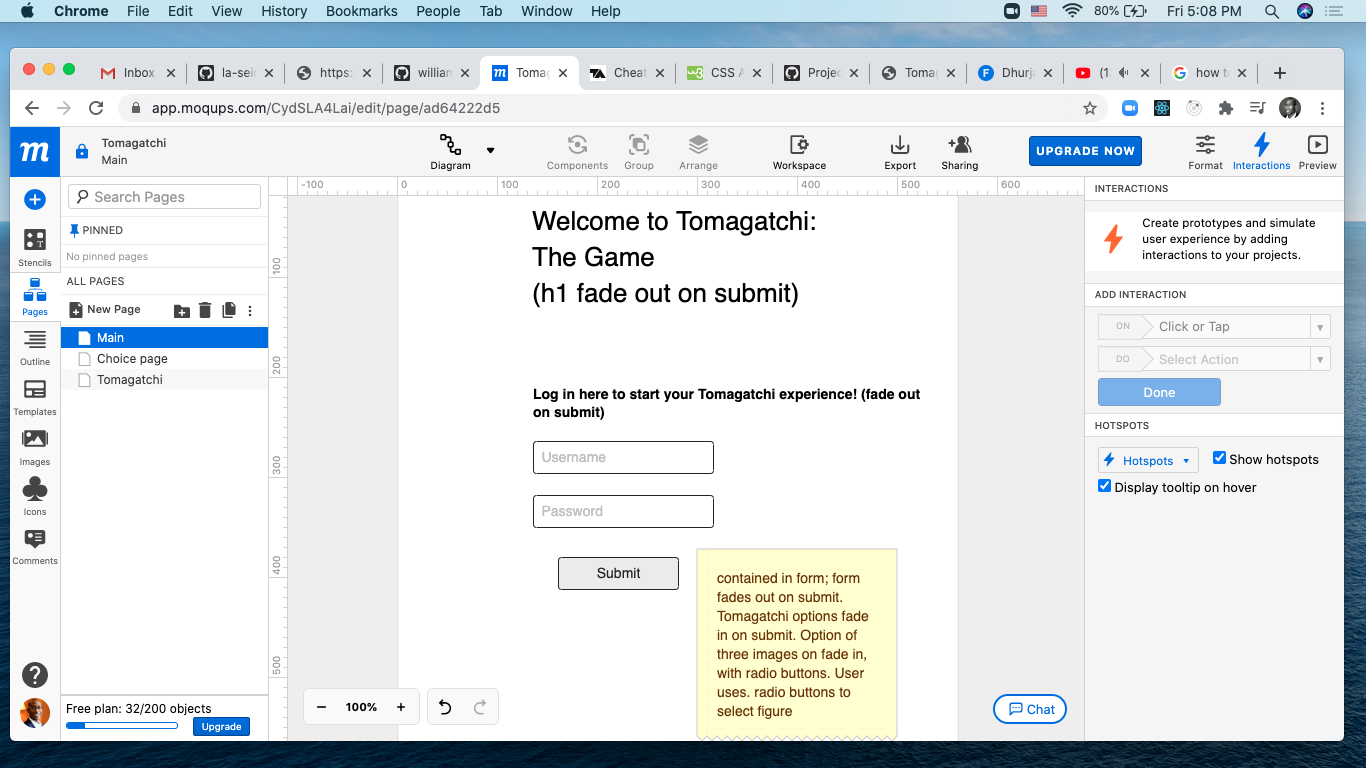 Chrome File Edit View History Bookmarks People Tab Window Help 80% Fri 5:08 PM
Inbox la-sei https: willian Tomag Cheat CSS A Projec Tomag Dhurj (1 how t
app.moqups.com/CydSLA4Lai/edit/page/ad64222d5
m
Tomagatchi
Main
Diagram Components Group Arrange Workspace Export Sharing UPGRADE NOW Format Interactions Preview
Stencils
Pages
Outline
Templates
Images
Icons
Comments
Search Pages
PINNED
No pinned pages
ALL PAGES
New Page
Main
Choice page
Tomagatchi
Free plan: 32/200 objects
Upgrade
-100 0 100 200 300 400 500 600
100
200
300
400
500
Welcome to Tomagatchi:
The Game
(h1 fade out on submit)
Log in here to start your Tomagatchi experience! (fade out
on submit)
Username
Password
Submit
contained in form; form
fades out on submit.
Tomagatchi options fade
in on submit. Option of
three images on fade in,
with radio buttons. User
uses. radio buttons to
select figure
− 100% +
Chat
INTERACTIONS
Create prototypes and simulate
user experience by adding
interactions to your projects.
ADD INTERACTION
ON Click or Tap
DO Select Action
Done
HOTSPOTS
Hotspots Show hotspots
Display tooltip on hover